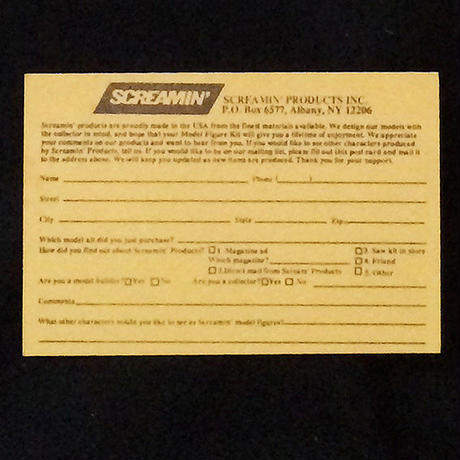 SCREAMIN'
SCREAMIN' PRODUCTS INC.
P.O. Box 6577, Albany, NY 12206
Screamin' products are proudly made in the USA from the finest materials available. We design our models with
the collector in mind, and hope that your Model Figure Kit will give you a lifetime of enjoyment. We appreciate
your comments on our products and want to hear from you. If you would like to see other characters produced
by Screamin' Products, tell us. If you would like to be on our mailing list, please fill out this post card and mail it
to the address above. We will keep you updated as new items are produced. Thank you for your support.
Name Phone ( )
Street
City State Zip
Which model kit did you just purchase?
How did you find out about Screamin' Products? 1. Magazine ad 3. Saw kit in store
Which magazine? 4. Friend
2. Direct mail from Products 5. Other
Are you a model builder? Yes No Are you a collector? Yes No
Comments
What other characters would you like to see as Screamin' model figures?